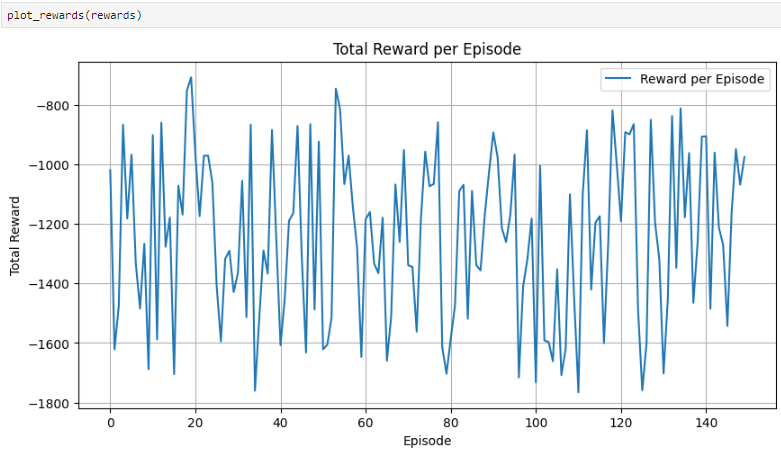 plot_rewards(rewards)
Total Reward per Episode
Reward per Episode
Total Reward
−800
−1000
−1200
−1400
−1600
−1800
0 20 40 60 80 100 120 140
Episode